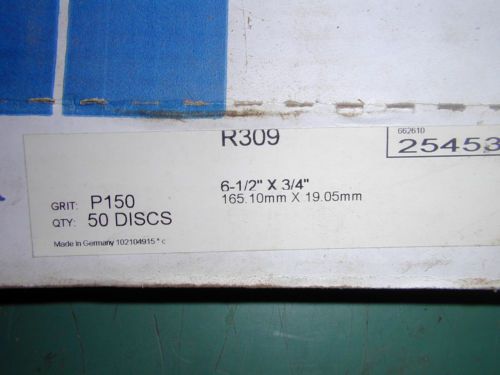 R309
662610
25453
6-1/2" X 3/4"
165.10mm X 19.05mm
GRIT: P150
QTY: 50 DISCS
Made in Germany 102104915 * c